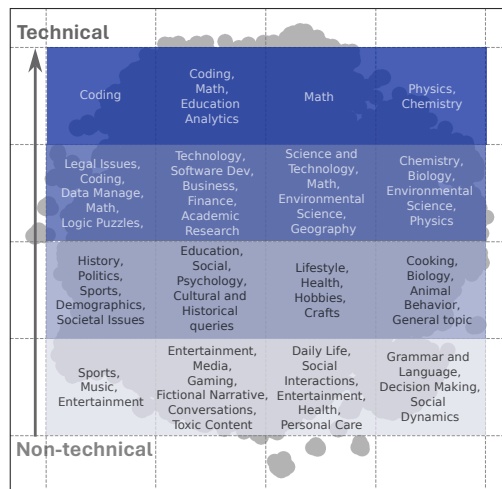 Technical
Coding
Coding,
Math,
Education
Analytics
Math
Physics,
Chemistry
Legal Issues,
Coding,
Data Manage,
Math,
Logic Puzzles,
Technology,
Software Dev,
Business,
Finance,
Academic
Research
Science and
Technology,
Math,
Environmental
Science,
Geography
Chemistry,
Biology,
Environmental
Science,
Physics
History,
Politics,
Sports,
Demographics,
Societal Issues
Education,
Social,
Psychology,
Cultural and
Historical
queries
Lifestyle,
Health,
Hobbies,
Crafts
Cooking,
Biology,
Animal
Behavior,
General topic
Sports,
Music,
Entertainment
Entertainment,
Media,
Gaming,
Fictional Narrative,
Conversations,
Toxic Content
Daily Life,
Social
Interactions,
Entertainment,
Health,
Personal Care
Grammar and
Language,
Decision Making,
Social
Dynamics
Non-technical